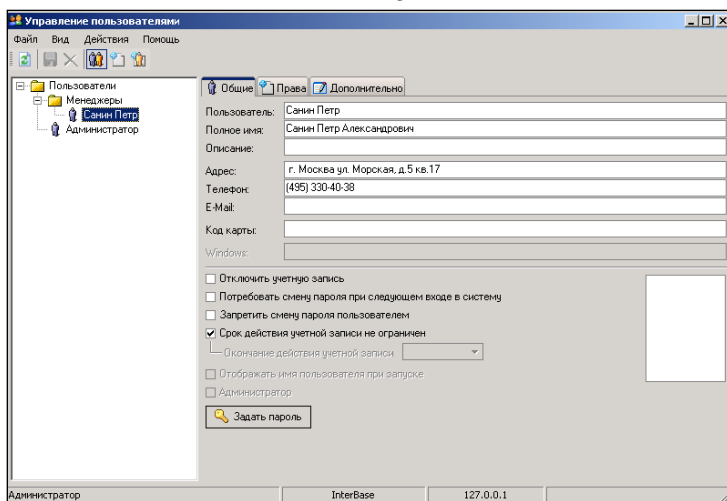 Управление пользователями
Файл Вид Действия Помощь
Пользователи
Менеджеры
Санин Петр
Администратор
Общие Права Дополнительно
Пользователь: Санин Петр
Полное имя: Санин Петр Александрович
Описание:
Адрес: г. Москва ул. Морская, д.5 кв.17
Телефон: (495) 330-40-38
E-Mail:
Код карты:
Windows:
Отключить учетную запись
Потребовать смену пароля при следующем входе в систему
Запретить смену пароля пользователем
Срок действия учетной записи не ограничен
Окончание действия учетной записи
Отображать имя пользователя при запуске
Администратор
Задать пароль
Администратор InterBase 127.0.0.1